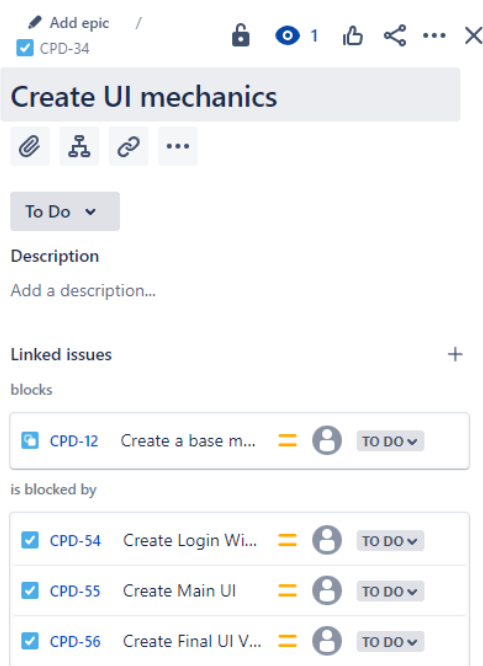 Add epic /
CPD-34
1
Create UI mechanics
To Do
Description
Add a description...
Linked issues
blocks
CPD-12 Create a base m... TO DO
is blocked by
CPD-54 Create Login Wi... TO DO
CPD-55 Create Main UI TO DO
CPD-56 Create Final UI V... TO DO